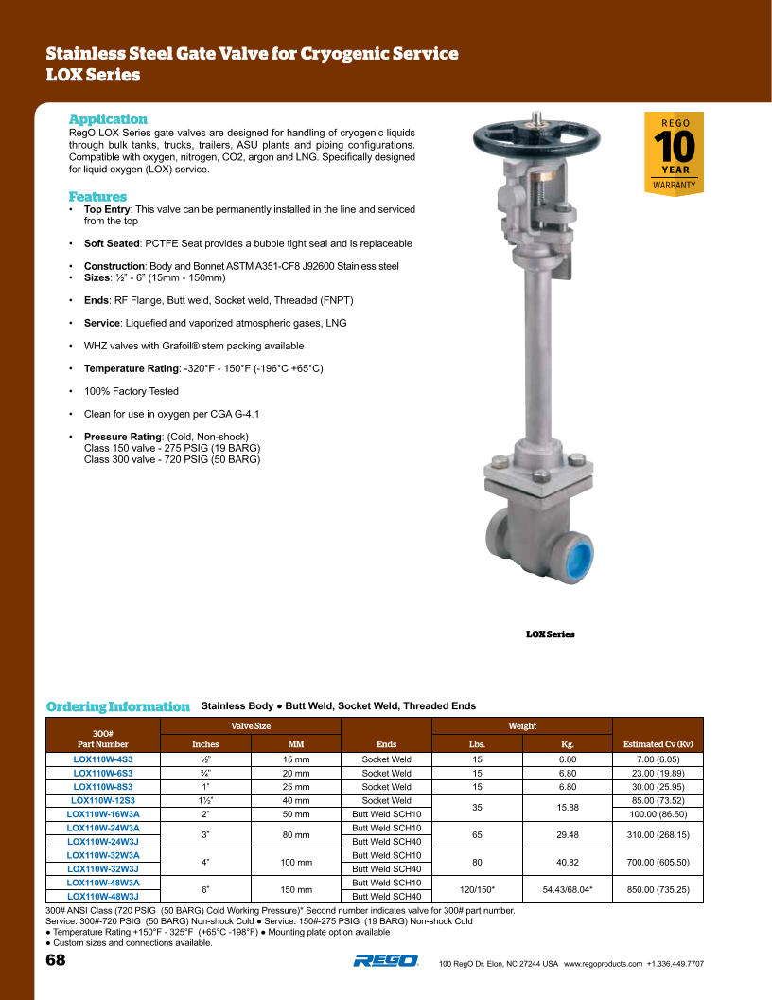 Stainless Steel Gate Valve for Cryogenic Service
LOX Series
Application
RegO LOX Series gate valves are designed for handling of cryogenic liquids
through bulk tanks, trucks, trailers, ASU plants and piping configurations.
Compatible with oxygen, nitrogen, CO2, argon and LNG. Specifically designed
for liquid oxygen (LOX) service.
Features
• Top Entry: This valve can be permanently installed in the line and serviced
from the top
• Soft Seated: PCTFE Seat provides a bubble tight seal and is replaceable
• Construction: Body and Bonnet ASTM A351-CF8 J92600 Stainless steel
• Sizes: ½" - 6" (15mm - 150mm)
• Ends: RF Flange, Butt weld, Socket weld, Threaded (FNPT)
• Service: Liquefied and vaporized atmospheric gases, LNG
• WHZ valves with Grafoil® stem packing available
• Temperature Rating: -320°F - 150°F (-196°C +65°C)
• 100% Factory Tested
• Clean for use in oxygen per CGA G-4.1
• Pressure Rating: (Cold, Non-shock)
Class 150 valve - 275 PSIG (19 BARG)
Class 300 valve - 720 PSIG (50 BARG)
REGO
10
YEAR
WARRANTY
LOX Series
Ordering Information Stainless Body ● Butt Weld, Socket Weld, Threaded Ends
300# Part Number Valve Size Ends Weight Estimated Cv (Kv)
Inches MM Lbs. Kg.
LOX110W-4S3 ½" 15 mm Socket Weld 15 6.80 7.00 (6.05)
LOX110W-6S3 ¾" 20 mm Socket Weld 15 6.80 23.00 (19.89)
LOX110W-8S3 1" 25 mm Socket Weld 15 6.80 30.00 (25.95)
LOX110W-12S3 1½" 40 mm Socket Weld 35 15.88 85.00 (73.52)
LOX110W-16W3A 2" 50 mm Butt Weld SCH10 100.00 (86.50)
LOX110W-24W3A 3" 80 mm Butt Weld SCH10 65 29.48 310.00 (268.15)
LOX110W-24W3J Butt Weld SCH40
LOX110W-32W3A 4" 100 mm Butt Weld SCH10 80 40.82 700.00 (605.50)
LOX110W-32W3J Butt Weld SCH40
LOX110W-48W3A 6" 150 mm Butt Weld SCH10 120/150* 54.43/68.04* 850.00 (735.25)
LOX110W-48W3J Butt Weld SCH40
300# ANSI Class (720 PSIG (50 BARG) Cold Working Pressure)* Second number indicates valve for 300# part number.
Service: 300#-720 PSIG (50 BARG) Non-shock Cold ● Service: 150#-275 PSIG (19 BARG) Non-shock Cold
● Temperature Rating +150°F - 325°F (+65°C -198°F) ● Mounting plate option available
● Custom sizes and connections available.
68
REGO
100 RegO Dr. Elon, NC 27244 USA www.regoproducts.com +1.336.449.7707